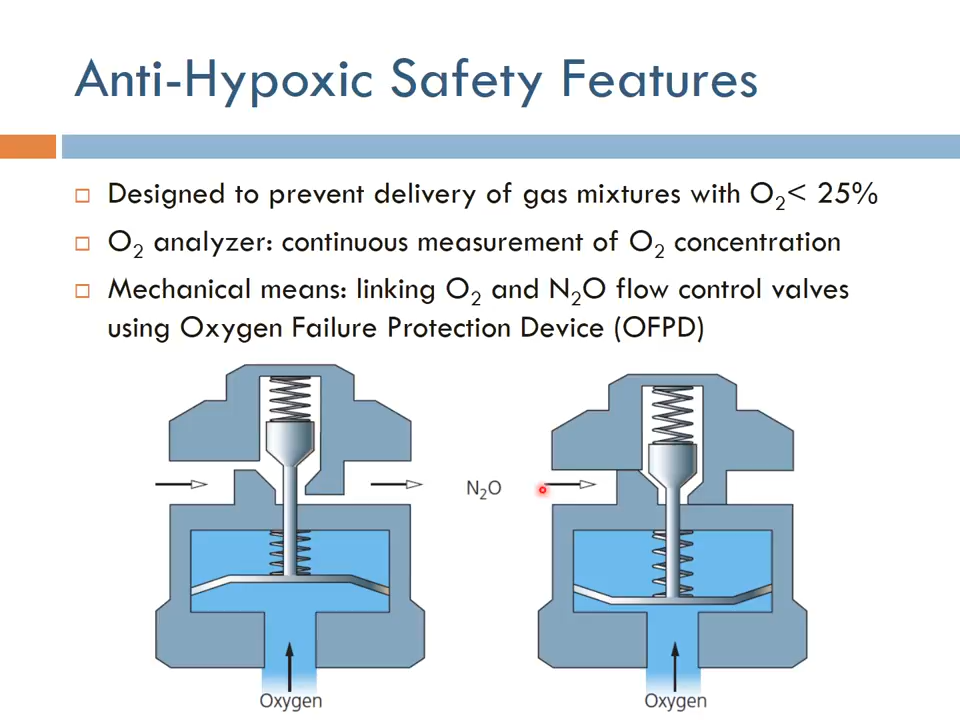 Anti-Hypoxic Safety Features
Designed to prevent delivery of gas mixtures with O₂< 25%
O₂ analyzer: continuous measurement of O₂ concentration
Mechanical means: linking O₂ and N₂O flow control valves
using Oxygen Failure Protection Device (OFPD)
N₂O
Oxygen
Oxygen